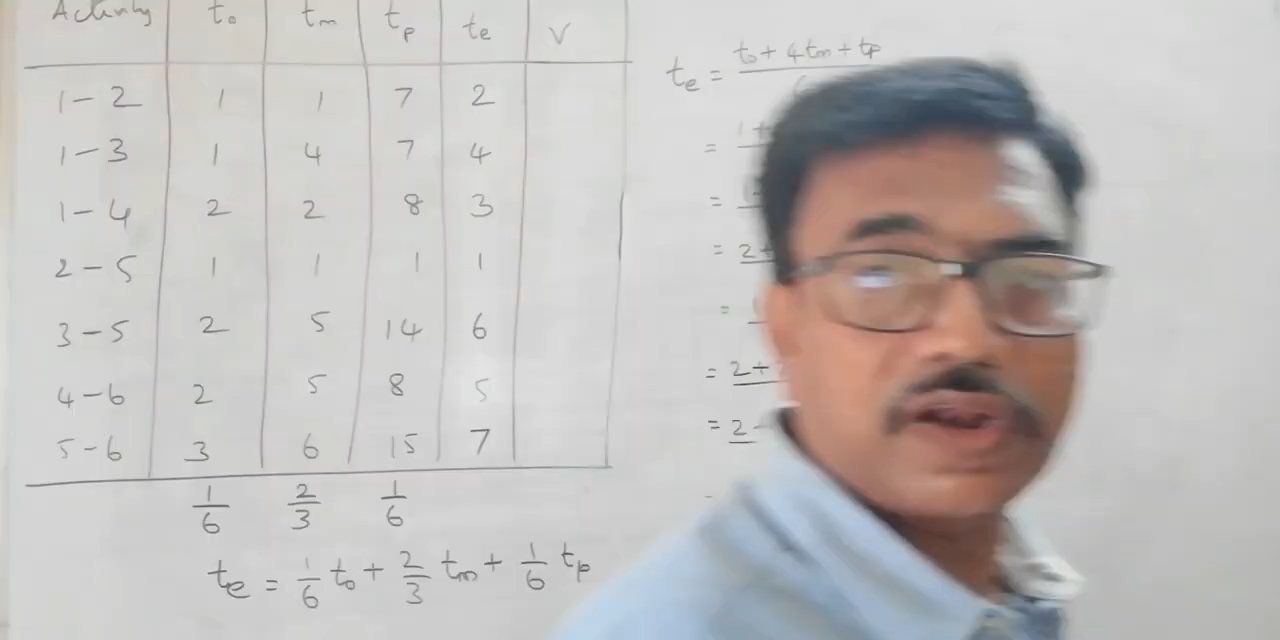 Activity t₀ tₘ tₚ tₑ V
1-2 1 1 7 2
1-3 1 4 7 4
1-4 2 2 8 3
2-5 1 1 1 1
3-5 2 5 14 6
4-6 2 5 8 5
5-6 3 6 15 7
1/6 2/3 1/6
tₑ = 1/6 t₀ + 2/3 tₘ + 1/6 tₚ
tₑ = t₀ + 4tₘ + tₚ
=
=
= 2+
=
= 2+
= 2